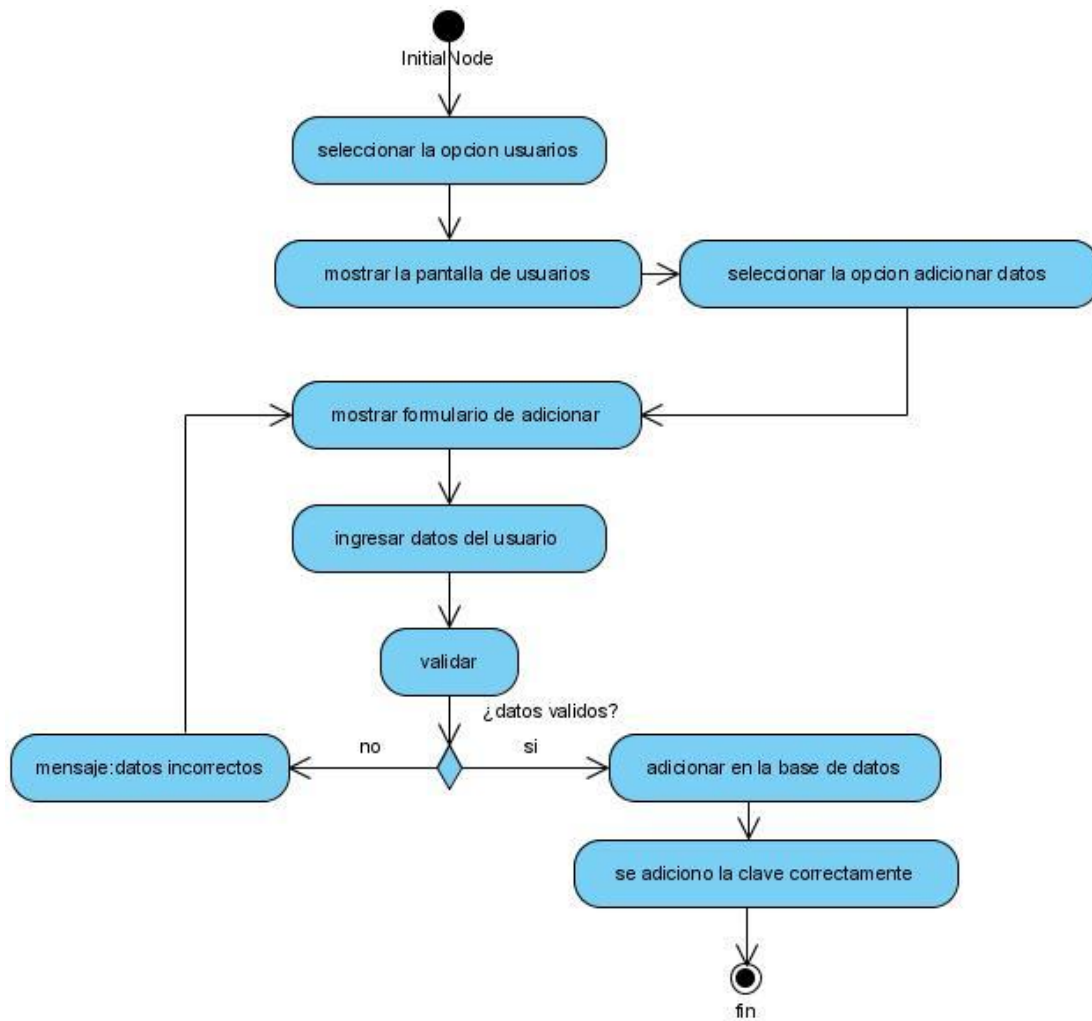 InitialNode
seleccionar la opcion usuarios
mostrar la pantalla de usuarios
seleccionar la opcion adicionar datos
mostrar formulario de adicionar
ingresar datos del usuario
validar
¿datos validos?
no
si
mensaje:datos incorrectos
adicionar en la base de datos
se adiciono la clave correctamente
fin